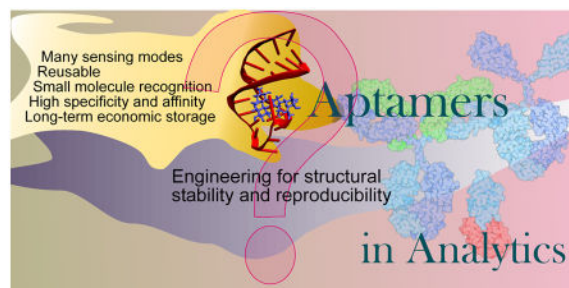 Many sensing modes
Reusable
Small molecule recognition
High specificity and affinity
Long-term economic storage
Aptamers
Engineering for structural
stability and reproducibility
in Analytics
?